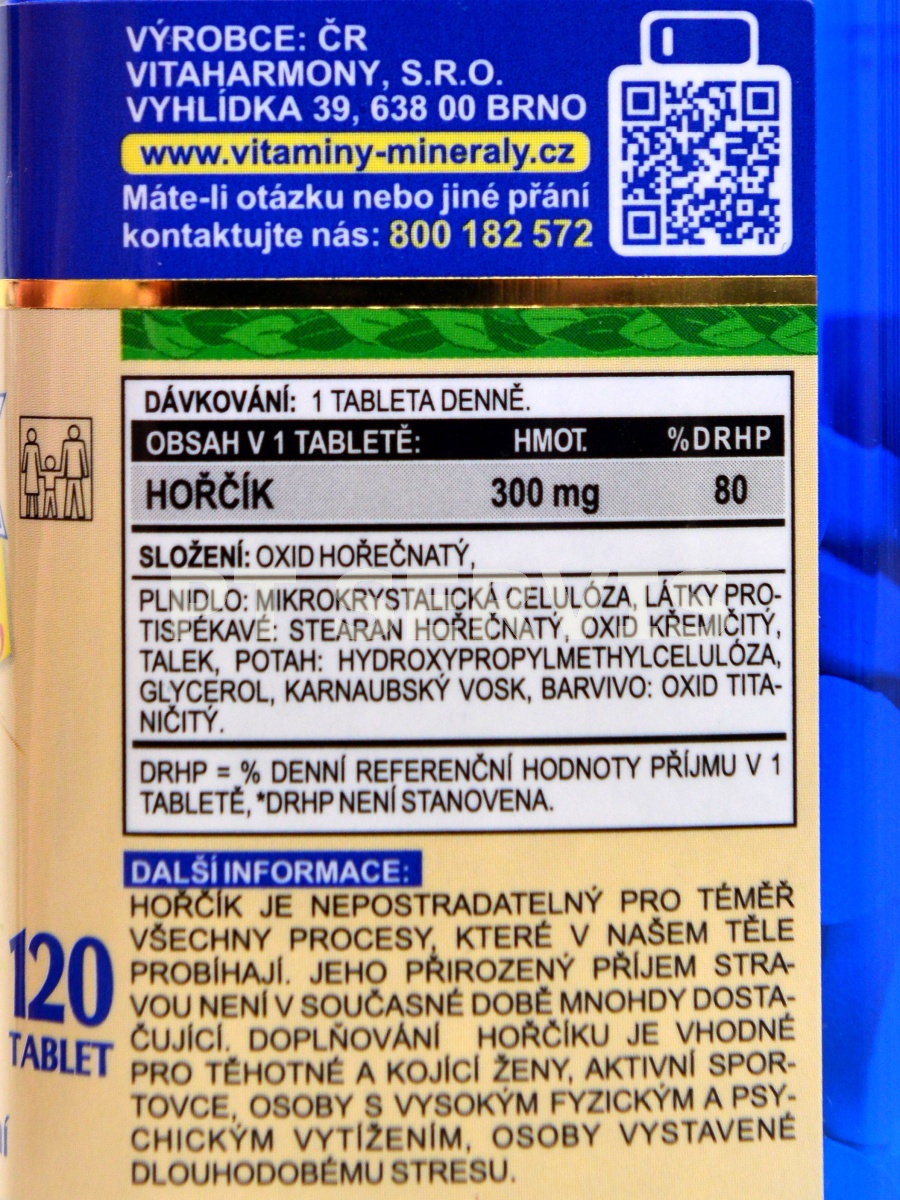 VÝROBCE: ČR
VITAHARMONY, S.R.O.
VYHLÍDKA 39, 638 00 BRNO
www.vitaminy-mineraly.cz
Máte-li otázku nebo jiné přání
kontaktujte nás: 800 182 572
DÁVKOVÁNÍ: 1 TABLETA DENNĚ.
OBSAH V 1 TABLETĚ: HMOT. %DRHP
HOŘČÍK 300 mg 80
SLOŽENÍ: OXID HOŘEČNATÝ,
PLNIDLO: MIKROKRYSTALICKÁ CELULÓZA, LÁTKY PRO-
TISPÉKAVÉ: STEARAN HOŘEČNATÝ, OXID KŘEMIČITÝ,
TALEK, POTAH: HYDROXYPROPYLMETHYLCELULÓZA,
GLYCEROL, KARNAUBSKÝ VOSK, BARVIVO: OXID TITA-
NIČITÝ.
DRHP = % DENNÍ REFERENČNÍ HODNOTY PŘÍJMU V 1
TABLETĚ, *DRHP NENÍ STANOVENA.
DALŠÍ INFORMACE:
HOŘČÍK JE NEPOSTRADATELNÝ PRO TÉMĚŘ
VŠECHNY PROCESY, KTERÉ V NAŠEM TĚLE
PROBÍHAJÍ. JEHO PŘIROZENÝ PŘÍJEM STRA-
VOU NENÍ V SOUČASNÉ DOBĚ MNOHDY DOSTA-
ČUJÍCÍ. DOPLŇOVÁNÍ HOŘČÍKU JE VHODNÉ
PRO TĚHOTNÉ A KOJÍCÍ ŽENY, AKTIVNÍ SPOR-
TOVCE, OSOBY S VYSOKÝM FYZICKÝM A PSY-
CHICKÝM VYTÍŽENÍM, OSOBY VYSTAVENÉ
DLOUHODOBÉMU STRESU.
120
TABLET